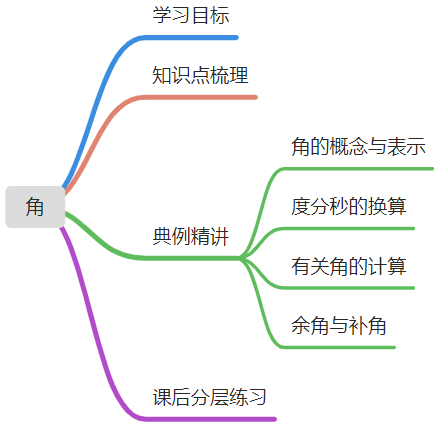 学习目标
知识点梳理
角
典例精讲
角的概念与表示
度分秒的换算
有关角的计算
余角与补角
课后分层练习